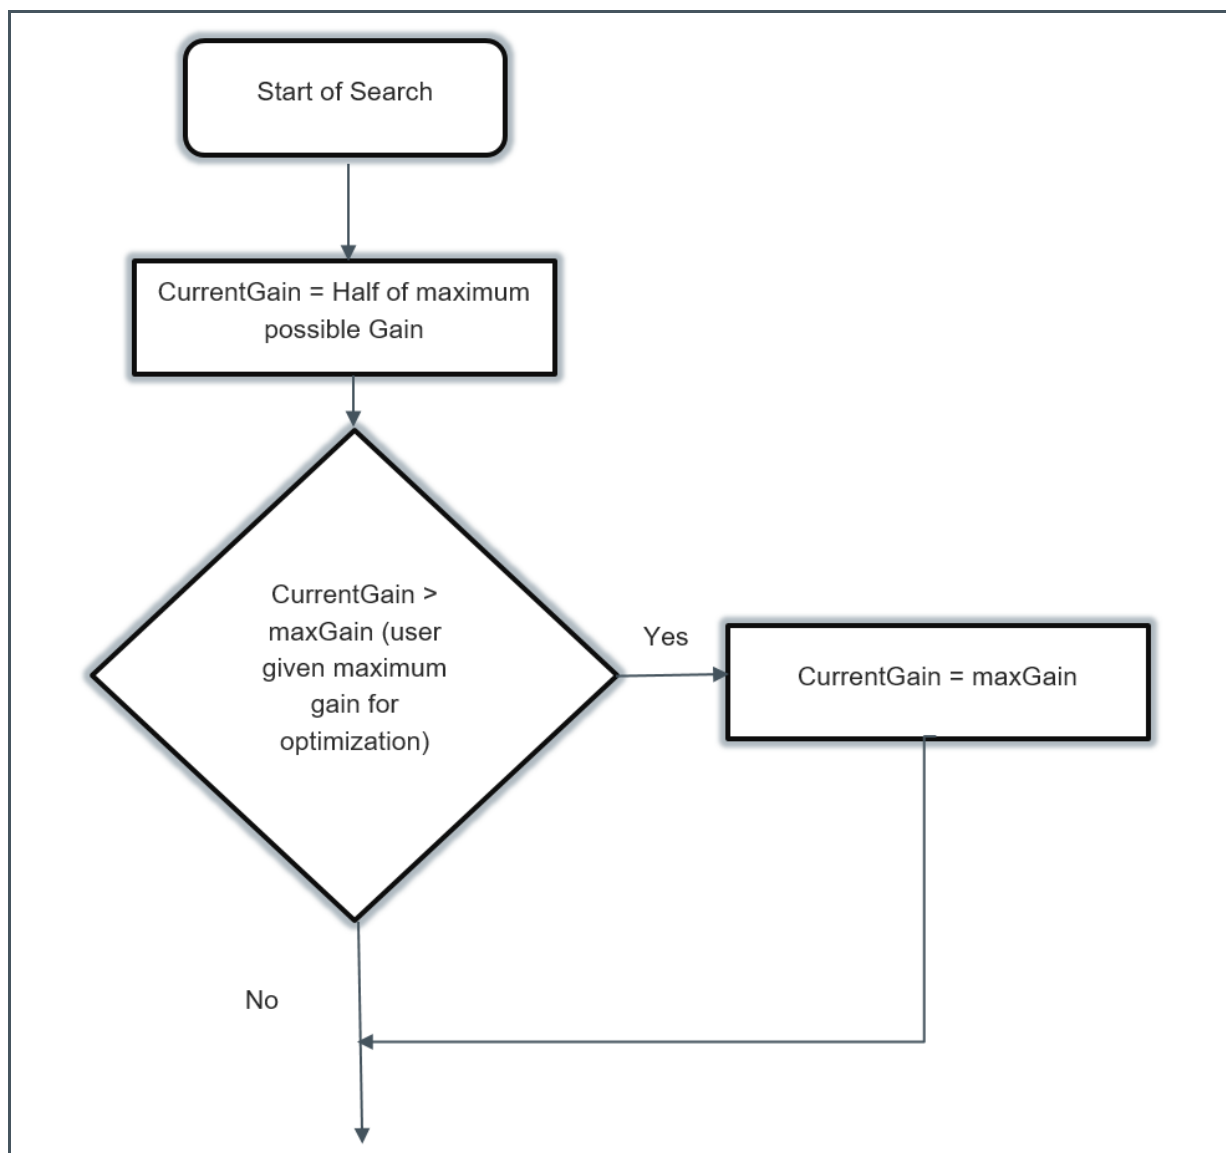 Start of Search
CurrentGain = Half of maximum
possible Gain
CurrentGain >
maxGain (user
given maximum
gain for
optimization)
Yes
CurrentGain = maxGain
No